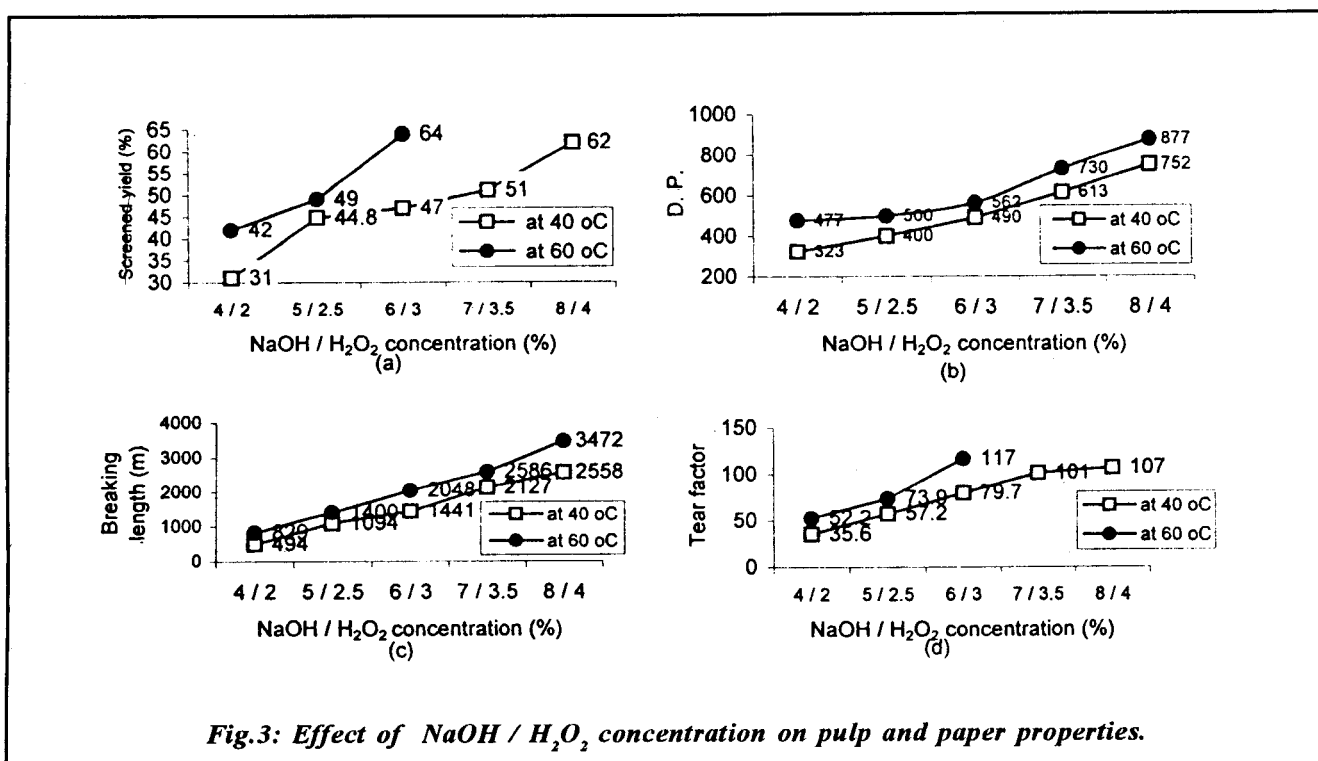 Screened yield (%)
65
60
55
50
45
40
35
30
42
49
64
31
44.8
47
51
62
at 40 oC
at 60 oC
4 / 2 5 / 2.5 6 / 3 7 / 3.5 8 / 4
NaOH / H₂O₂ concentration (%)
(a)
D. P.
1000
800
600
400
200
477
500
562
730
877
323
400
490
613
752
at 40 oC
at 60 oC
4 / 2 5 / 2.5 6 / 3 7 / 3.5 8 / 4
NaOH / H₂O₂ concentration (%)
(b)
Breaking
length (m)
4000
3000
2000
1000
0
2048
2586
3472
494
1094
1441
2127
2558
at 40 oC
at 60 oC
4 / 2 5 / 2.5 6 / 3 7 / 3.5 8 / 4
NaOH / H₂O₂ concentration (%)
(c)
Tear factor
150
100
50
0
52.2
73.9
117
35.6
57.2
79.7
101
107
at 40 oC
at 60 oC
4 / 2 5 / 2.5 6 / 3 7 / 3.5 8 / 4
NaOH / H₂O₂ concentration (%)
(d)
Fig.3: Effect of NaOH / H₂O₂ concentration on pulp and paper properties.